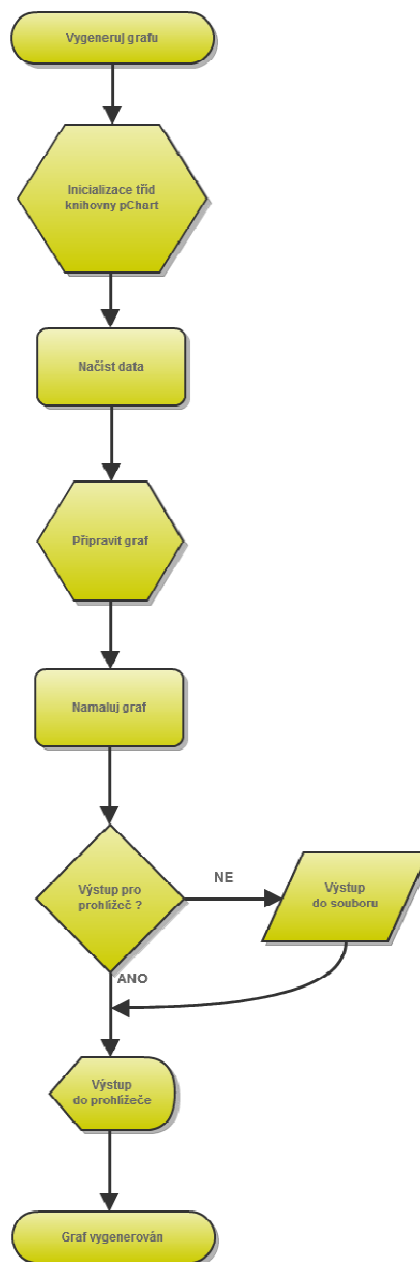 Vygeneruj grafu
Inicializace tříd
knihovny pChart
Načíst data
Připravit graf
Namaluj graf
Výstup pro
prohlížeč ?
NE
Výstup
do souboru
ANO
Výstup
do prohlížeče
Graf vygenerován